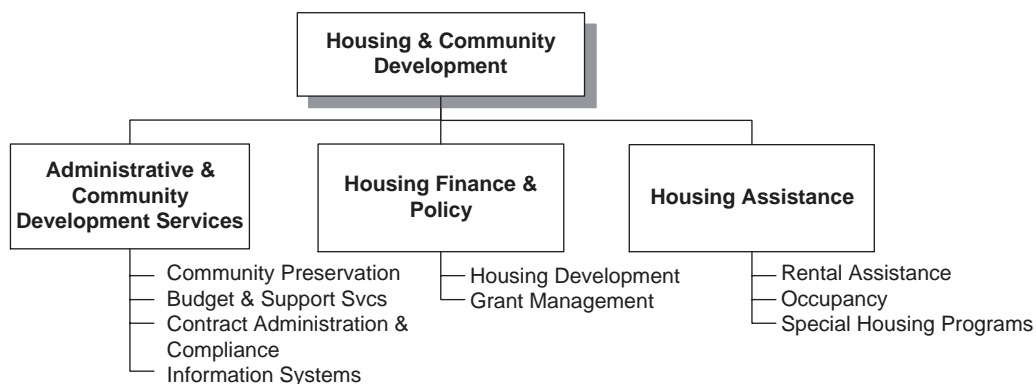 Housing & Community
Development
Administrative &
Community
Development Services
Housing Finance &
Policy
Housing Assistance
Community Preservation
Budget & Support Svcs
Contract Administration &
Compliance
Information Systems
Housing Development
Grant Management
Rental Assistance
Occupancy
Special Housing Programs